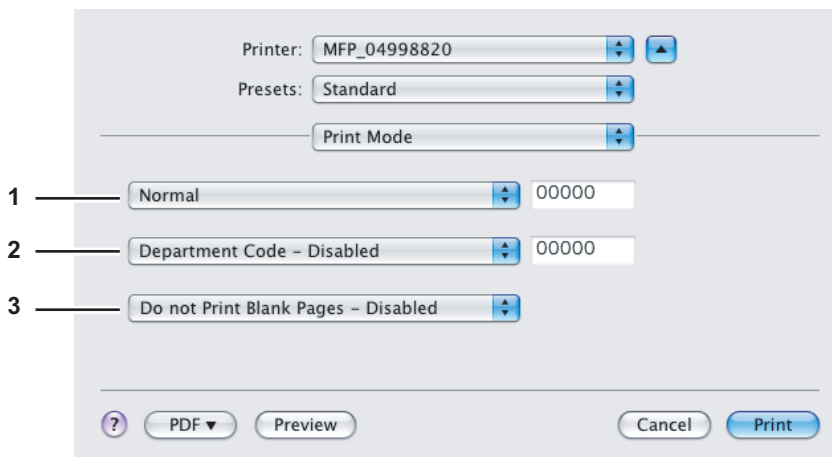 Printer: MFP_04998820
Presets: Standard
Print Mode
1 Normal 00000
2 Department Code – Disabled 00000
3 Do not Print Blank Pages – Disabled
? PDF ▼ Preview Cancel Print